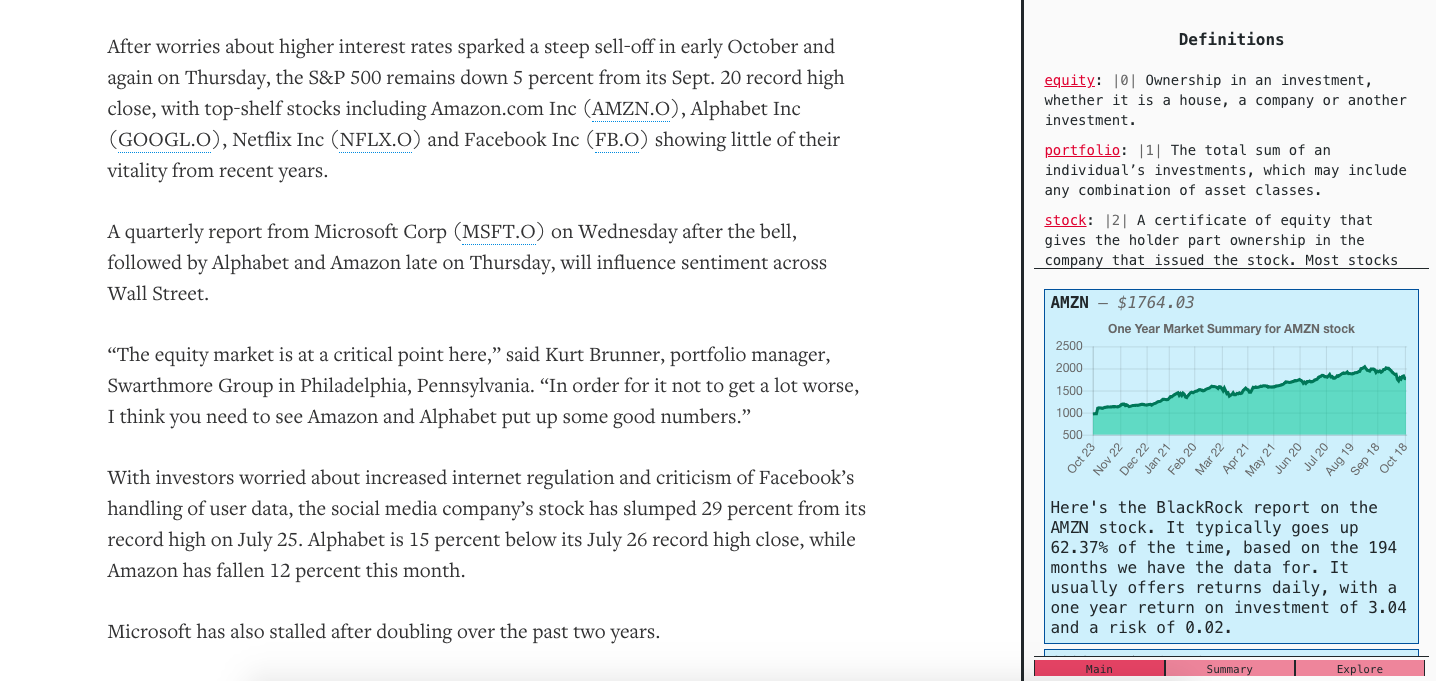 After worries about higher interest rates sparked a steep sell-off in early October and
again on Thursday, the S&P 500 remains down 5 percent from its Sept. 20 record high
close, with top-shelf stocks including Amazon.com Inc (AMZN.O), Alphabet Inc
(GOOGL.O), Netflix Inc (NFLX.O) and Facebook Inc (FB.O) showing little of their
vitality from recent years.
A quarterly report from Microsoft Corp (MSFT.O) on Wednesday after the bell,
followed by Alphabet and Amazon late on Thursday, will influence sentiment across
Wall Street.
“The equity market is at a critical point here,” said Kurt Brunner, portfolio manager,
Swarthmore Group in Philadelphia, Pennsylvania. “In order for it not to get a lot worse,
I think you need to see Amazon and Alphabet put up some good numbers.”
With investors worried about increased internet regulation and criticism of Facebook’s
handling of user data, the social media company’s stock has slumped 29 percent from its
record high on July 25. Alphabet is 15 percent below its July 26 record high close, while
Amazon has fallen 12 percent this month.
Microsoft has also stalled after doubling over the past two years.
Definitions
equity: |0| Ownership in an investment,
whether it is a house, a company or another
investment.
portfolio: |1| The total sum of an
individual’s investments, which may include
any combination of asset classes.
stock: |2| A certificate of equity that
gives the holder part ownership in the
company that issued the stock. Most stocks
AMZN — $1764.03
One Year Market Summary for AMZN stock
2500
2000
1500
1000
500
Oct 23
Nov 22
Dec 22
Jan 21
Feb 20
Mar 22
Apr 21
May 21
Jun 20
Jul 20
Aug 19
Sep 18
Oct 18
Here's the BlackRock report on the
AMZN stock. It typically goes up
62.37% of the time, based on the 194
months we have the data for. It
usually offers returns daily, with a
one year return on investment of 3.04
and a risk of 0.02.
Main
Summary
Explore